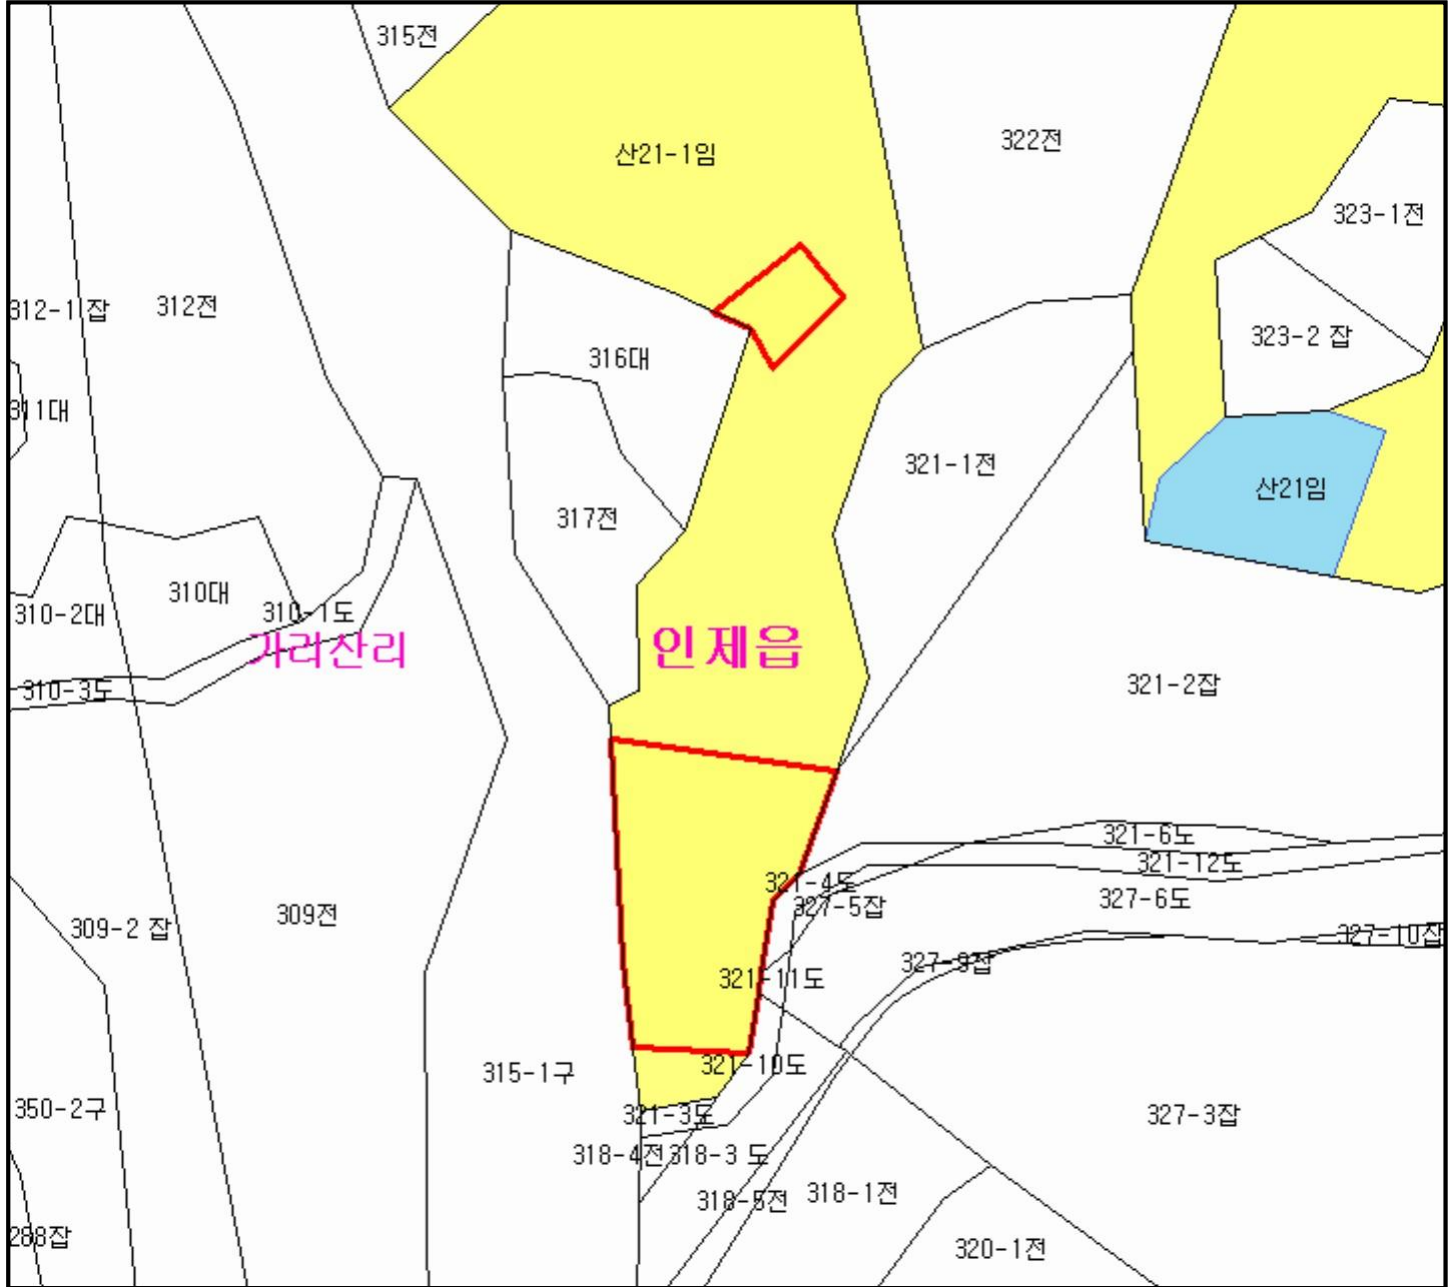 315전
산21-1임
322전
323-1전
312-1 잡
312전
323-2 잡
316대
311대
321-1전
산21임
317전
310대
310-1도
310-2대
가리산리
인제읍
310-3도
321-2잡
321-6도
321-12도
321-4도
327-6도
327-5잡
309전
309-2 잡
327-10잡
327-9잡
321-11도
321-10도
315-1구
350-2구
321-3도
327-3잡
318-4전
318-3 도
318-5전
318-1전
288잡
320-1전